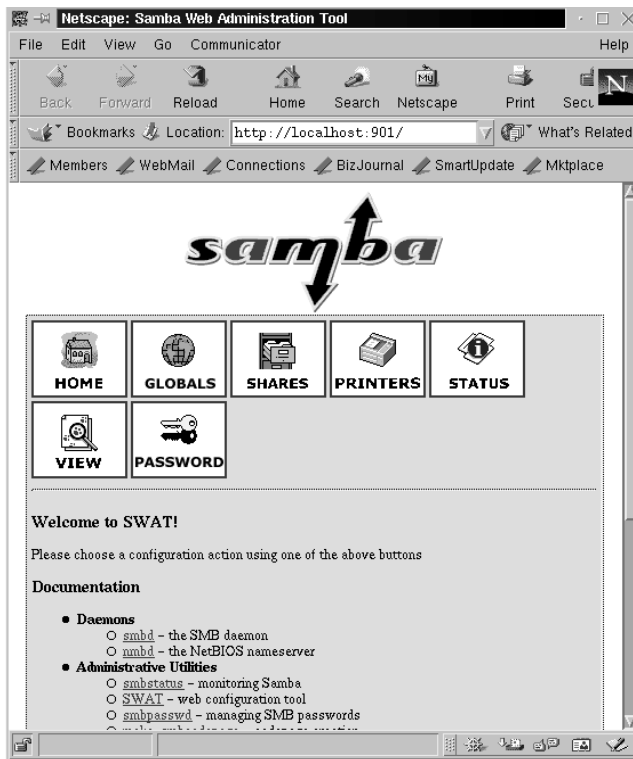 Netscape: Samba Web Administration Tool
File Edit View Go Communicator Help
Back Forward Reload Home Search Netscape Print Secu
My N
Bookmarks Location: http://localhost:901/ What's Related
Members WebMail Connections BizJournal SmartUpdate Mktplace
samba
HOME GLOBALS SHARES PRINTERS STATUS
VIEW PASSWORD
Welcome to SWAT!
Please choose a configuration action using one of the above buttons
Documentation
Daemons
smbd - the SMB daemon
nmbd - the NetBIOS nameserver
Administrative Utilities
smbstatus - monitoring Samba
SWAT - web configuration tool
smbpasswd - managing SMB passwords